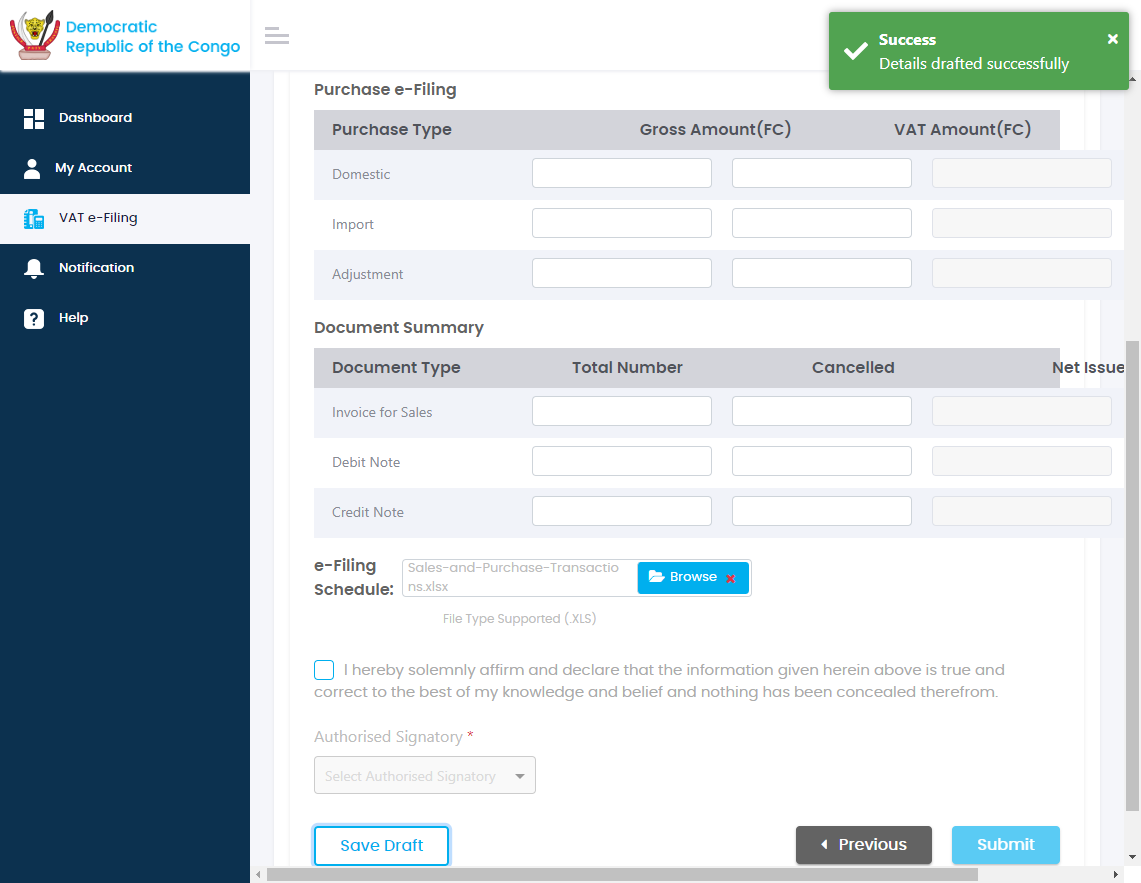 Democratic
Republic of the Congo
Success
Details drafted successfully
Dashboard
My Account
VAT e-Filing
Notification
Help
Purchase e-Filing
Purchase Type Gross Amount(FC) VAT Amount(FC)
Domestic
Import
Adjustment
Document Summary
Document Type Total Number Cancelled Net Issue
Invoice for Sales
Debit Note
Credit Note
e-Filing
Schedule:
Sales-and-Purchase-Transactio
ns.xlsx
Browse
File Type Supported (.XLS)
I hereby solemnly affirm and declare that the information given herein above is true and
correct to the best of my knowledge and belief and nothing has been concealed therefrom.
Authorised Signatory *
Select Authorised Signatory
Save Draft Previous Submit